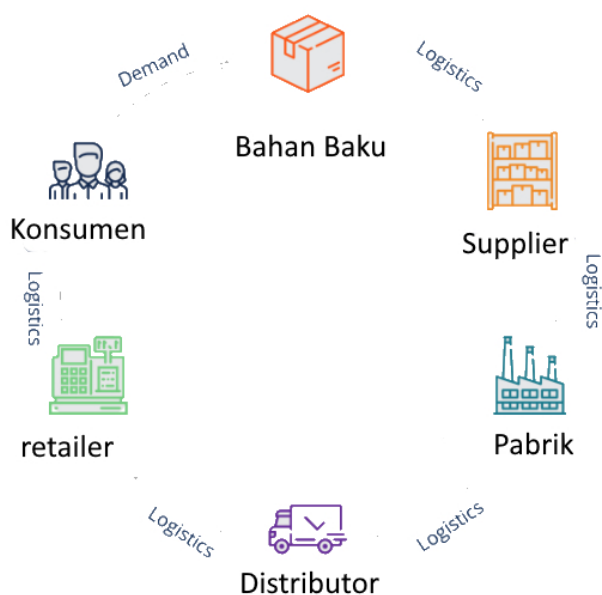 Demand
Logistics
Bahan Baku
Konsumen
Supplier
Logistics
Logistics
retailer
Pabrik
Logistics
Logistics
Distributor